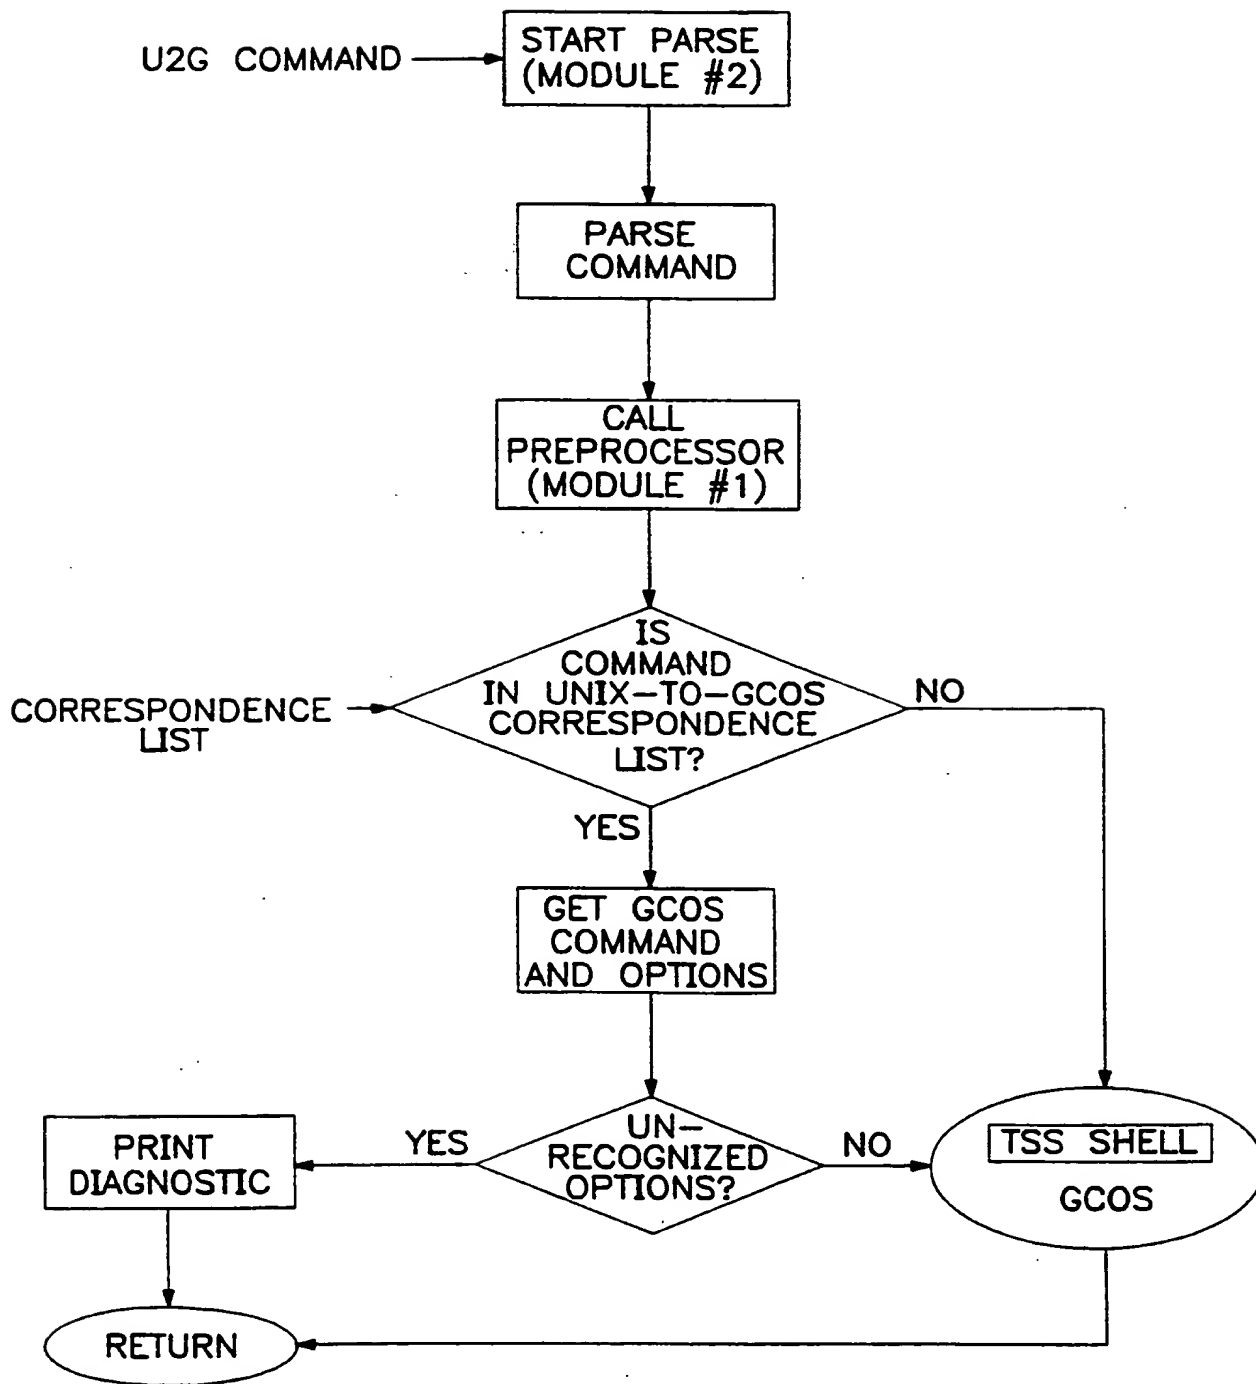 U2G COMMAND
START PARSE
(MODULE #2)
PARSE
COMMAND
CALL
PREPROCESSOR
(MODULE #1)
IS
COMMAND
IN UNIX-TO-GCOS
CORRESPONDENCE
LIST?
CORRESPONDENCE
LIST
NO
YES
GET GCOS
COMMAND
AND OPTIONS
UN-
RECOGNIZED
OPTIONS?
YES
NO
PRINT
DIAGNOSTIC
TSS SHELL
GCOS
RETURN